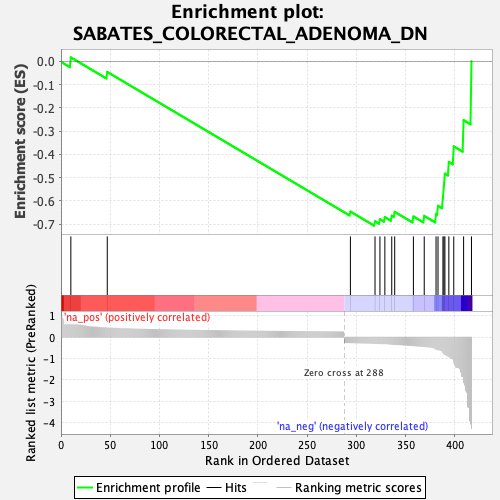 Enrichment plot:
SABATES_COLORECTAL_ADENOMA_DN
Enrichment score (ES)
0.0
-0.1
-0.2
-0.3
-0.4
-0.5
-0.6
-0.7
'na_pos' (positively correlated)
Ranked list metric (PreRanked)
1
0
-1
-2
-3
-4
Zero cross at 288
'na_neg' (negatively correlated)
0 50 100 150 200 250 300 350 400
Rank in Ordered Dataset
Enrichment profile Hits Ranking metric scores